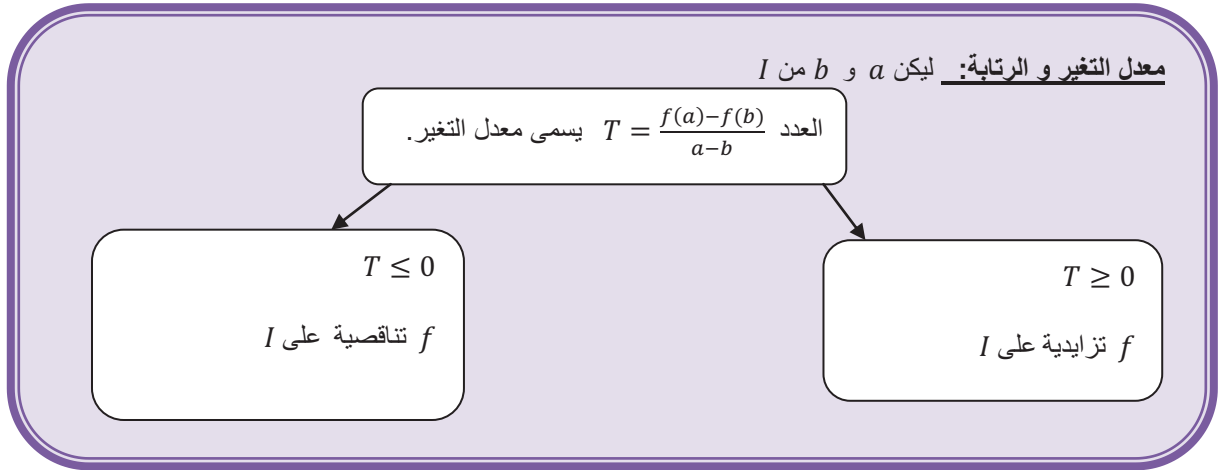 معدل التغير و الرتابة: ليكن a و b من I
العدد T = \frac{f(a)-f(b)}{a-b} يسمى معدل التغير.
T ≥ 0
f تزايدية على I
T ≤ 0
f تناقصية على I